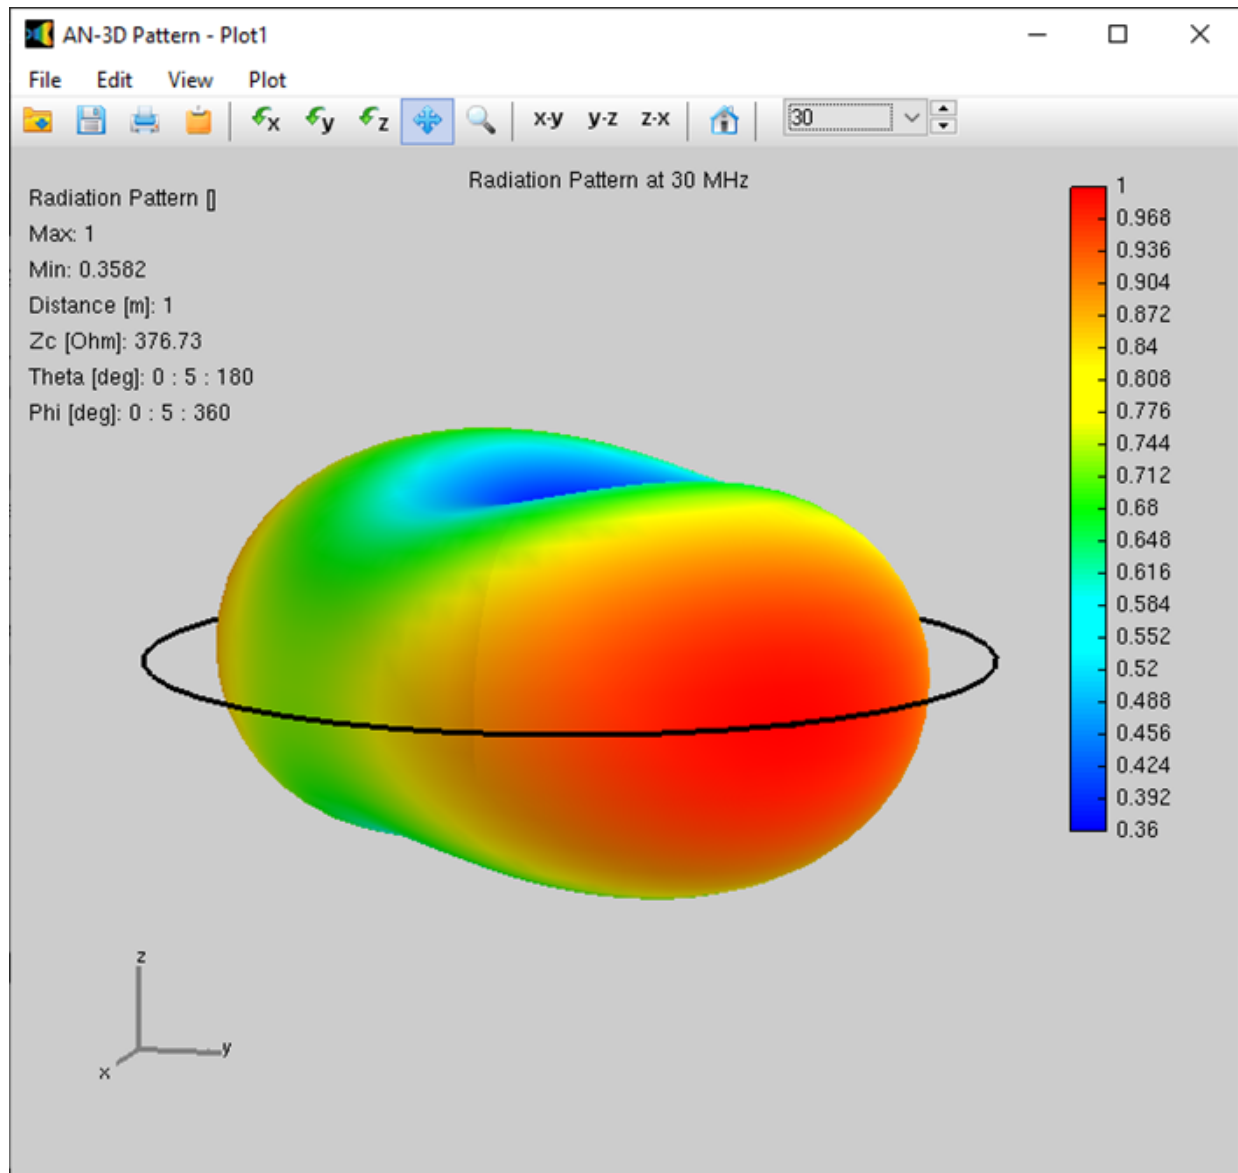 AN-3D Pattern - Plot1
File Edit View Plot
x y z x-y y-z z-x 30
Radiation Pattern at 30 MHz
Radiation Pattern []
Max: 1
Min: 0.3582
Distance [m]: 1
Zc [Ohm]: 376.73
Theta [deg]: 0 : 5 : 180
Phi [deg]: 0 : 5 : 360
1
0.968
0.936
0.904
0.872
0.84
0.808
0.776
0.744
0.712
0.68
0.648
0.616
0.584
0.552
0.52
0.488
0.456
0.424
0.392
0.36
z
y
x